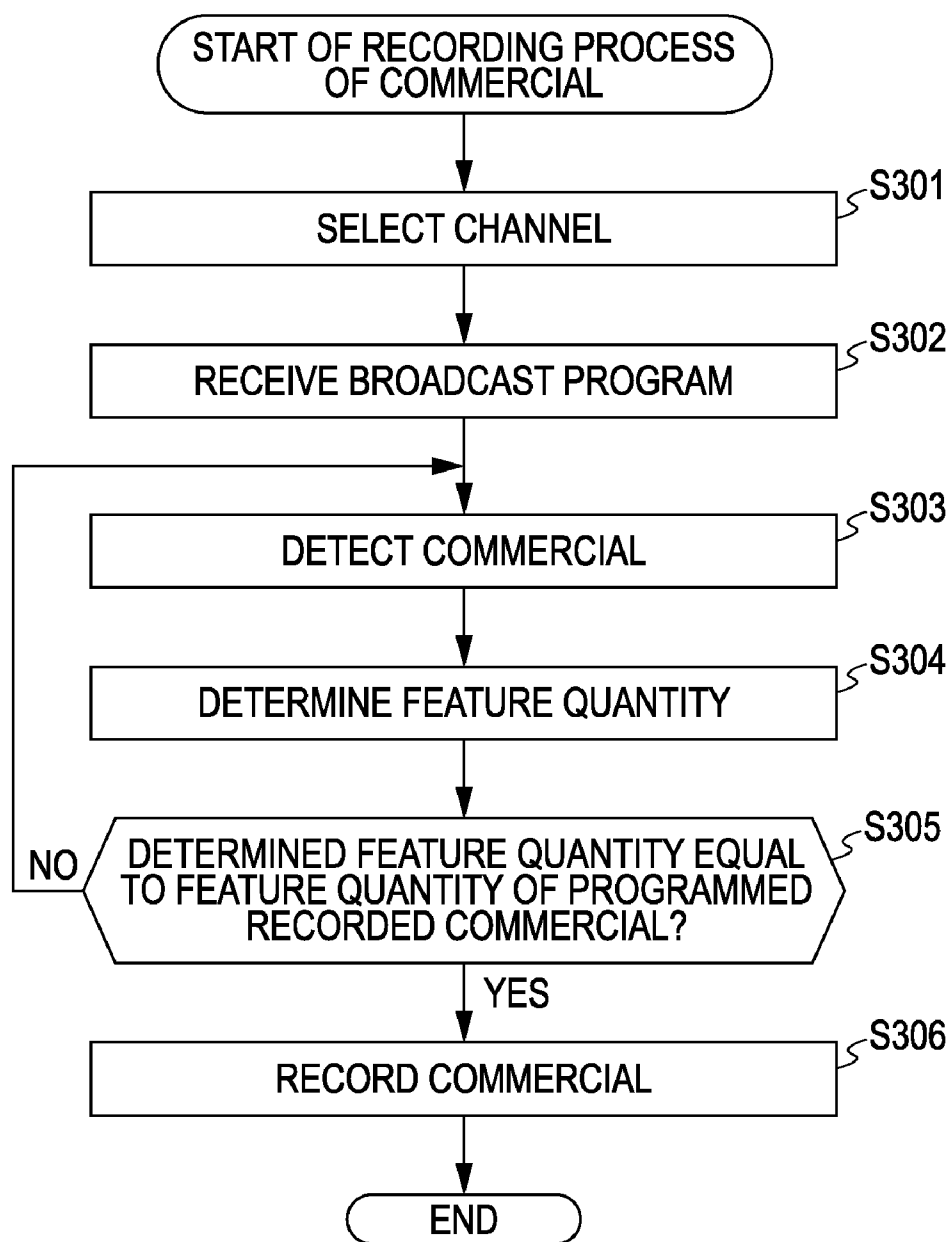 START OF RECORDING PROCESS
OF COMMERCIAL
S301
SELECT CHANNEL
S302
RECEIVE BROADCAST PROGRAM
S303
DETECT COMMERCIAL
S304
DETERMINE FEATURE QUANTITY
S305
DETERMINED FEATURE QUANTITY EQUAL
TO FEATURE QUANTITY OF PROGRAMMED
RECORDED COMMERCIAL?
NO
YES
S306
RECORD COMMERCIAL
END